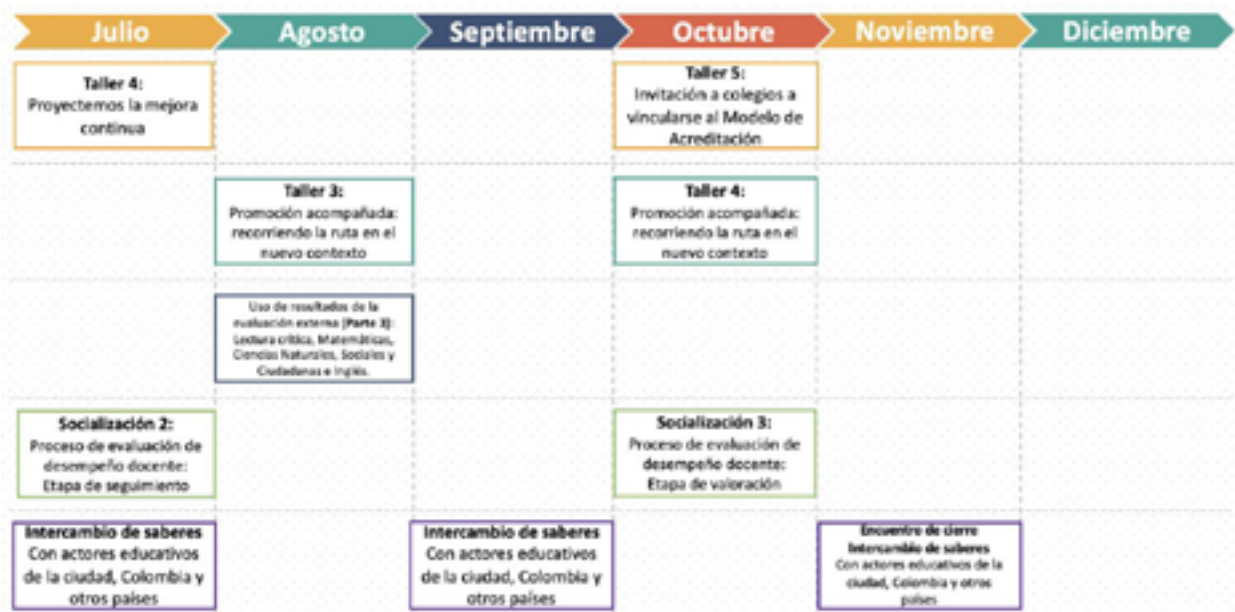 Julio
Agosto
Septiembre
Octubre
Noviembre
Diciembre
Taller 4:
Proyectemos la mejora
continua
Taller 5:
Invitación a colegios a
vincularse al Modelo de
Acreditación
Taller 3:
Promoción acompañada:
recorriendo la ruta en el
nuevo contexto
Taller 4:
Promoción acompañada:
recorriendo la ruta en el
nuevo contexto
Uso de resultados de la
evaluación externa (Parte 3):
Lectura crítica, Matemáticas,
Ciencias Naturales, Sociales y
Ciudadanas e Inglés.
Socialización 2:
Proceso de evaluación de
desempeño docente:
Etapa de seguimiento
Socialización 3:
Proceso de evaluación de
desempeño docente:
Etapa de valoración
Intercambio de saberes
Con actores educativos
de la ciudad, Colombia y
otros países
Intercambio de saberes
Con actores educativos
de la ciudad, Colombia y
otros países
Encuentro de cierre
Intercambio de saberes
Con actores educativos de la
ciudad, Colombia y otros
países